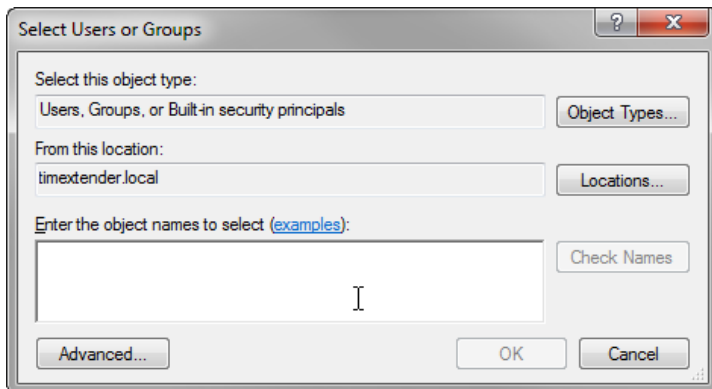 Select Users or Groups
Select this object type:
Users, Groups, or Built-in security principals
Object Types...
From this location:
timextender.local
Locations...
Enter the object names to select (examples):
Check Names
Advanced...
OK
Cancel